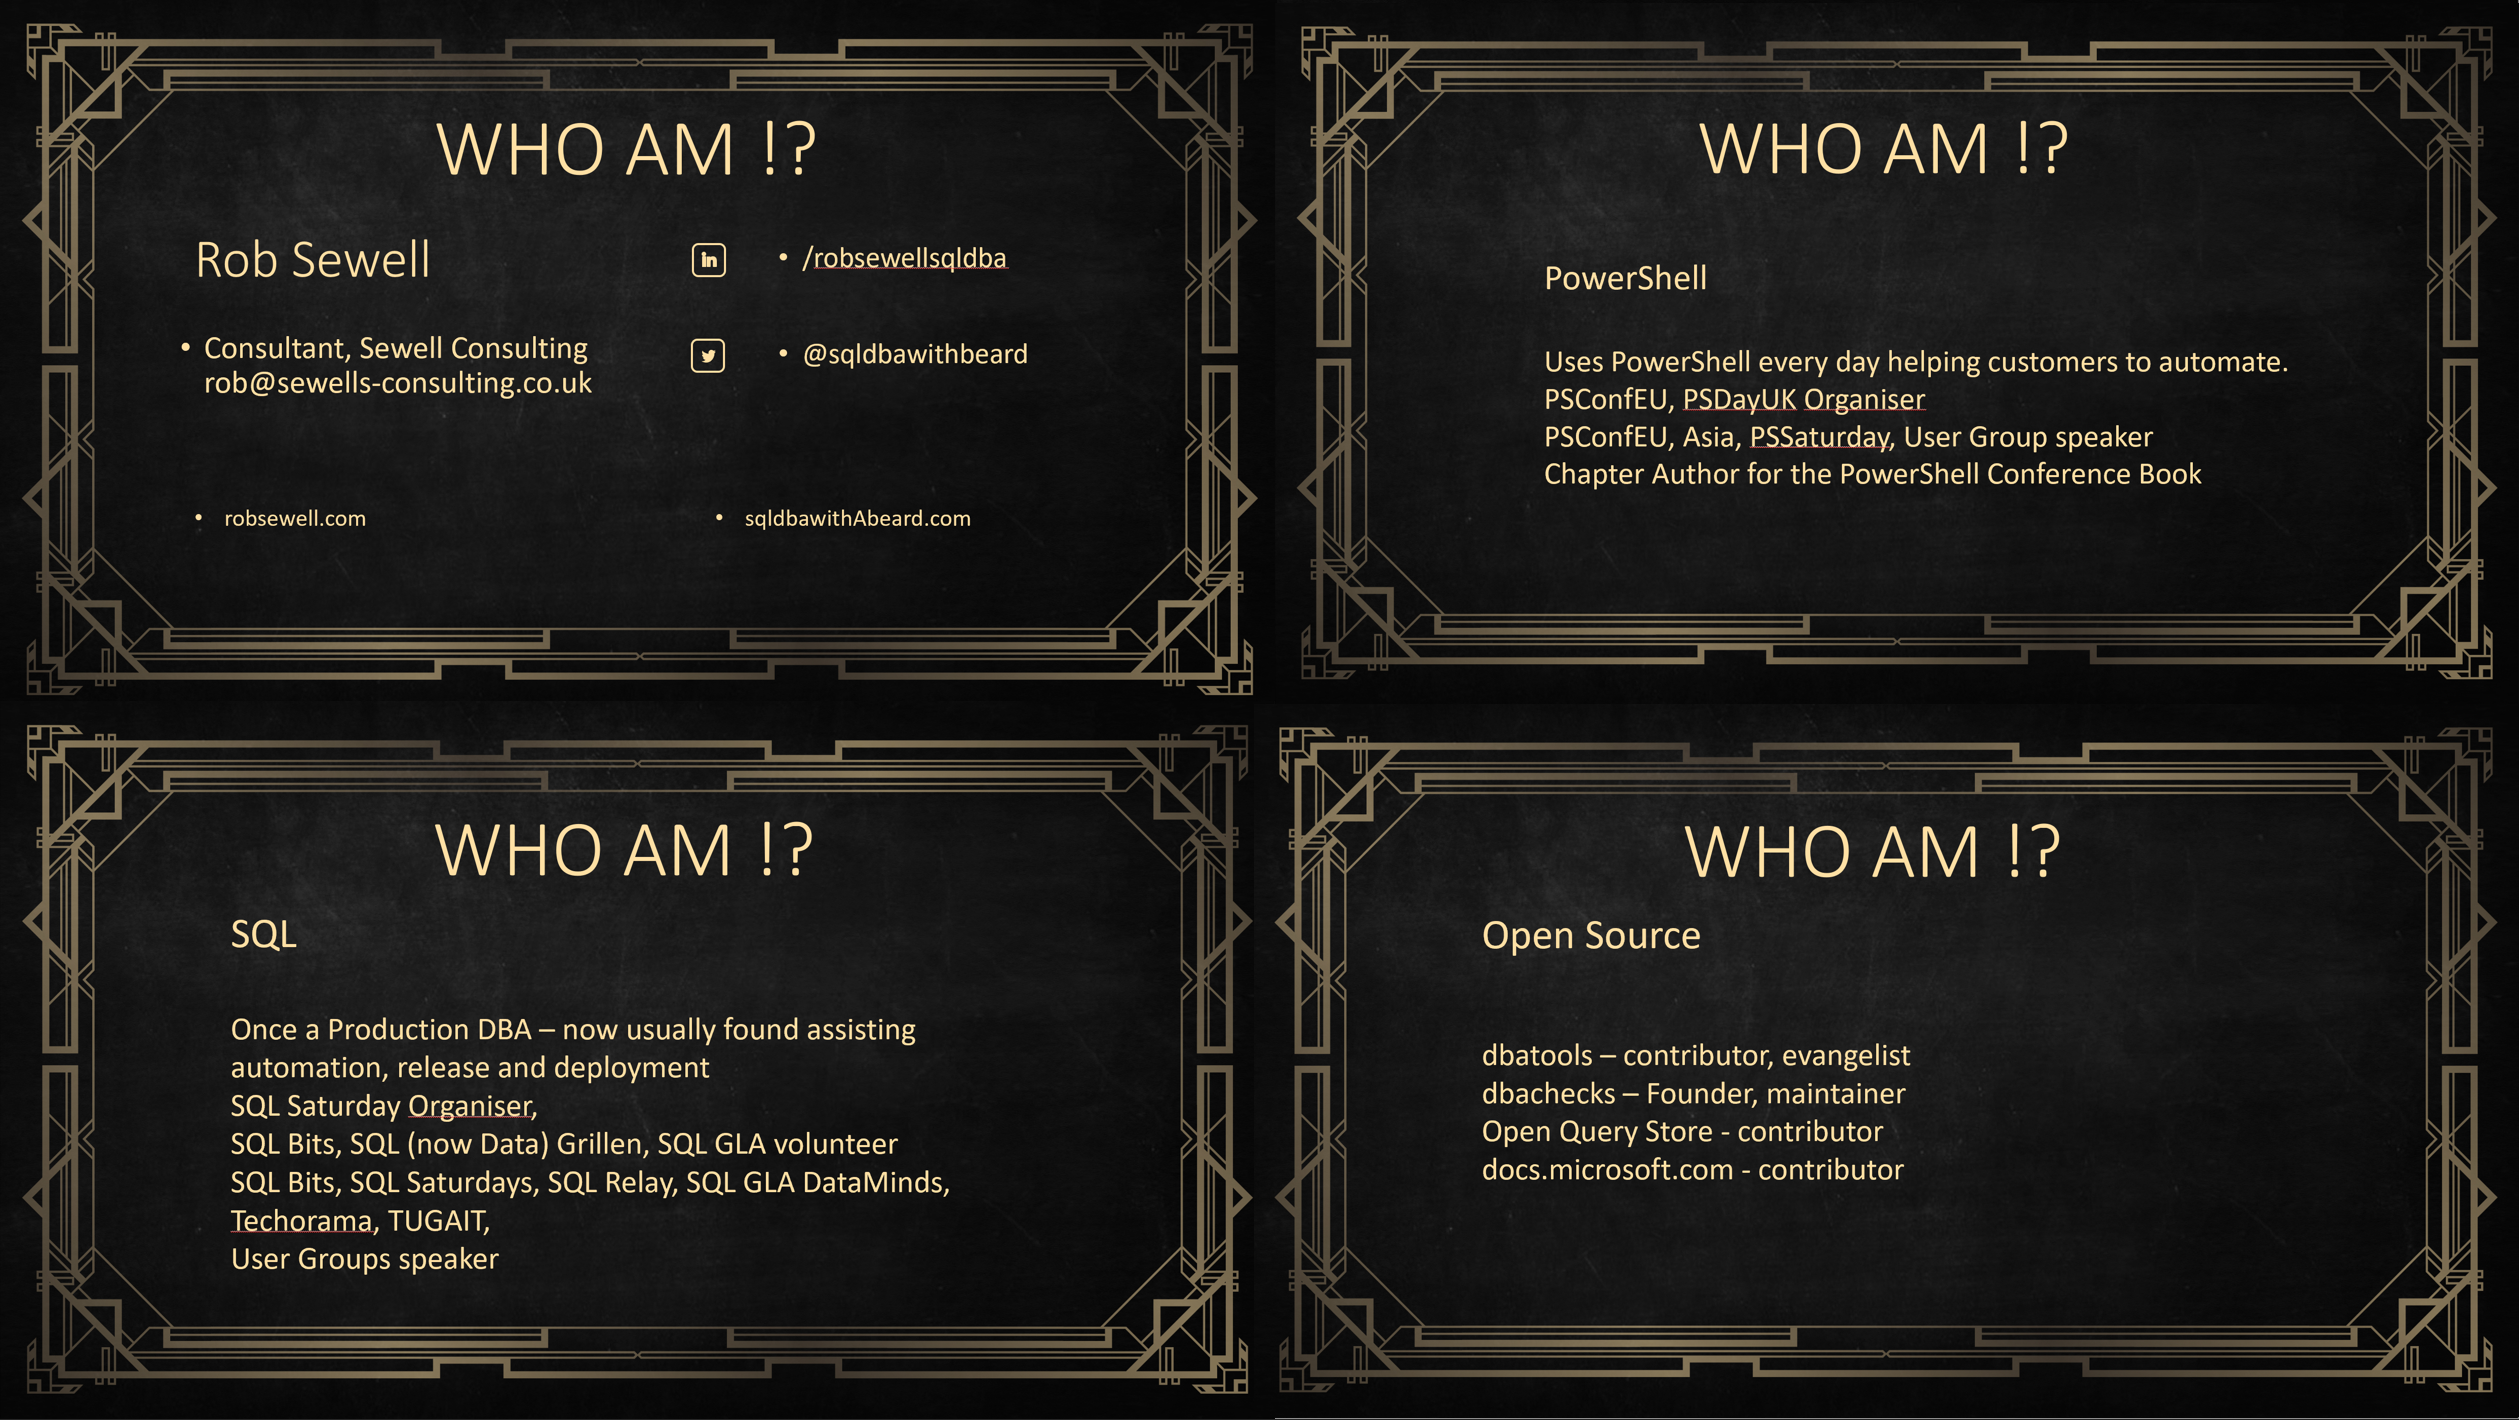 WHO AM !?
Rob Sewell
• Consultant, Sewell Consulting
rob@sewells-consulting.co.uk
in
• /robsewellsqldba
• @sqldbawithbeard
• robsewell.com
• sqldbawithAbeard.com
WHO AM !?
PowerShell
Uses PowerShell every day helping customers to automate.
PSConfEU, PSDayUK Organiser
PSConfEU, Asia, PSSaturday, User Group speaker
Chapter Author for the PowerShell Conference Book
WHO AM !?
SQL
Once a Production DBA – now usually found assisting
automation, release and deployment
SQL Saturday Organiser,
SQL Bits, SQL (now Data) Grillen, SQL GLA volunteer
SQL Bits, SQL Saturdays, SQL Relay, SQL GLA DataMinds,
Techorama, TUGAIT,
User Groups speaker
WHO AM !?
Open Source
dbatools – contributor, evangelist
dbachecks – Founder, maintainer
Open Query Store - contributor
docs.microsoft.com - contributor